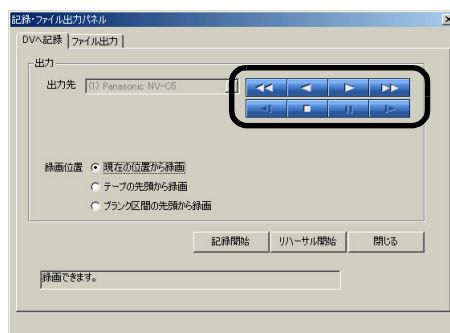 記録・ファイル出力パネル
DVへ記録 ファイル出力
出力
出力先 (1) Panasonic NV-C5
録画位置 現在の位置から録画
テープの先頭から録画
ブランク区間の先頭から録画
記録開始 リハーサル開始 閉じる
録画できます。